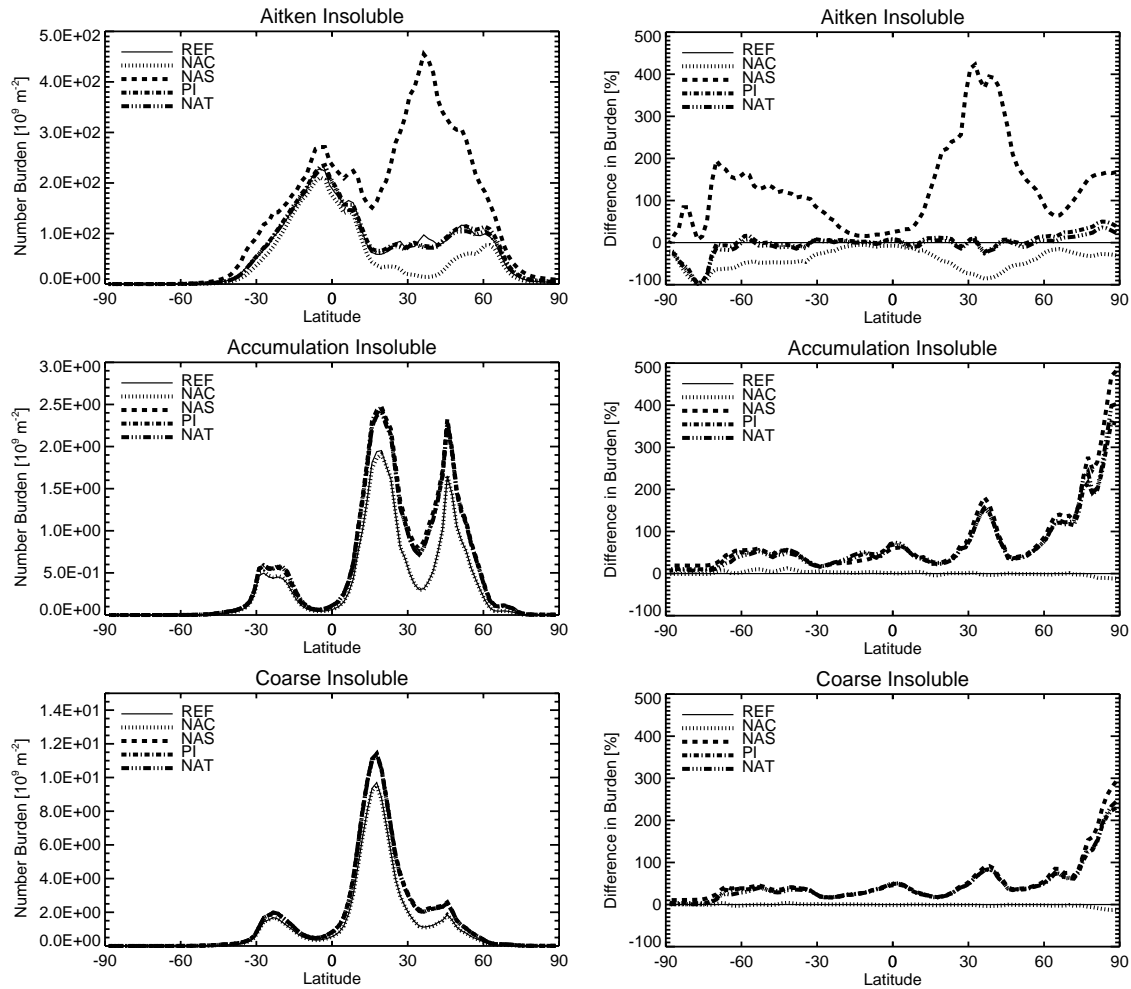 Aitken Insoluble
Number Burden [10⁹ m⁻²]
5.0E+02
4.0E+02
3.0E+02
2.0E+02
1.0E+02
0.0E+00
REF
NAC
NAS
PI
NAT
-90 -60 -30 0 30 60 90
Latitude
Aitken Insoluble
Difference in Burden [%]
500
400
300
200
100
0
-100
REF
NAC
NAS
PI
NAT
-90 -60 -30 0 30 60 90
Latitude
Accumulation Insoluble
Number Burden [10⁹ m⁻²]
3.0E+00
2.5E+00
2.0E+00
1.5E+00
1.0E+00
5.0E-01
0.0E+00
REF
NAC
NAS
PI
NAT
-90 -60 -30 0 30 60 90
Latitude
Accumulation Insoluble
Difference in Burden [%]
500
400
300
200
100
0
-100
REF
NAC
NAS
PI
NAT
-90 -60 -30 0 30 60 90
Latitude
Coarse Insoluble
Number Burden [10⁹ m⁻²]
1.4E+01
1.2E+01
1.0E+01
8.0E+00
6.0E+00
4.0E+00
2.0E+00
0.0E+00
REF
NAC
NAS
PI
NAT
-90 -60 -30 0 30 60 90
Latitude
Coarse Insoluble
Difference in Burden [%]
500
400
300
200
100
0
-100
REF
NAC
NAS
PI
NAT
-90 -60 -30 0 30 60 90
Latitude